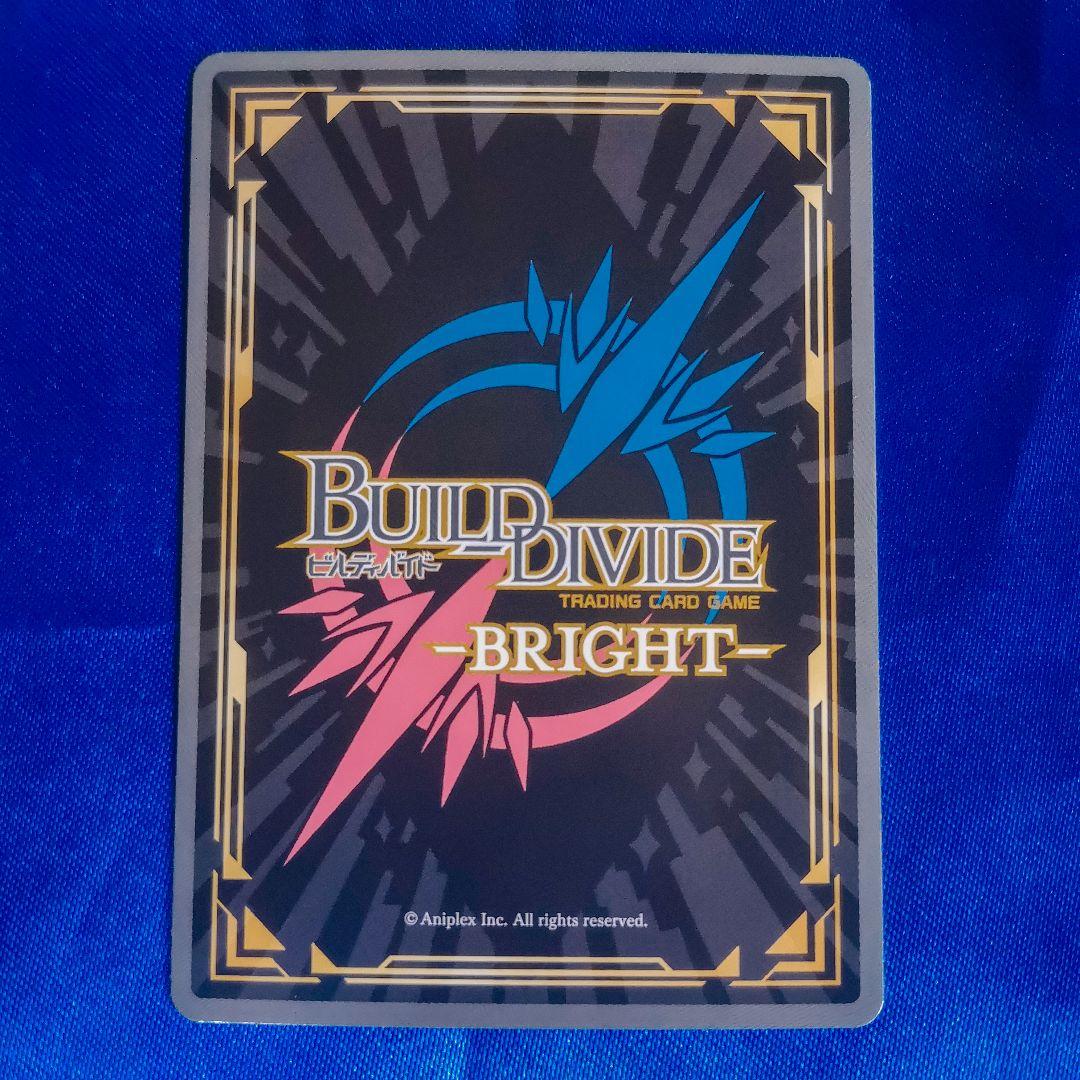 BUILD DIVIDE
ビルディバイド
TRADING CARD GAME
-BRIGHT-
© Aniplex Inc. All rights reserved.